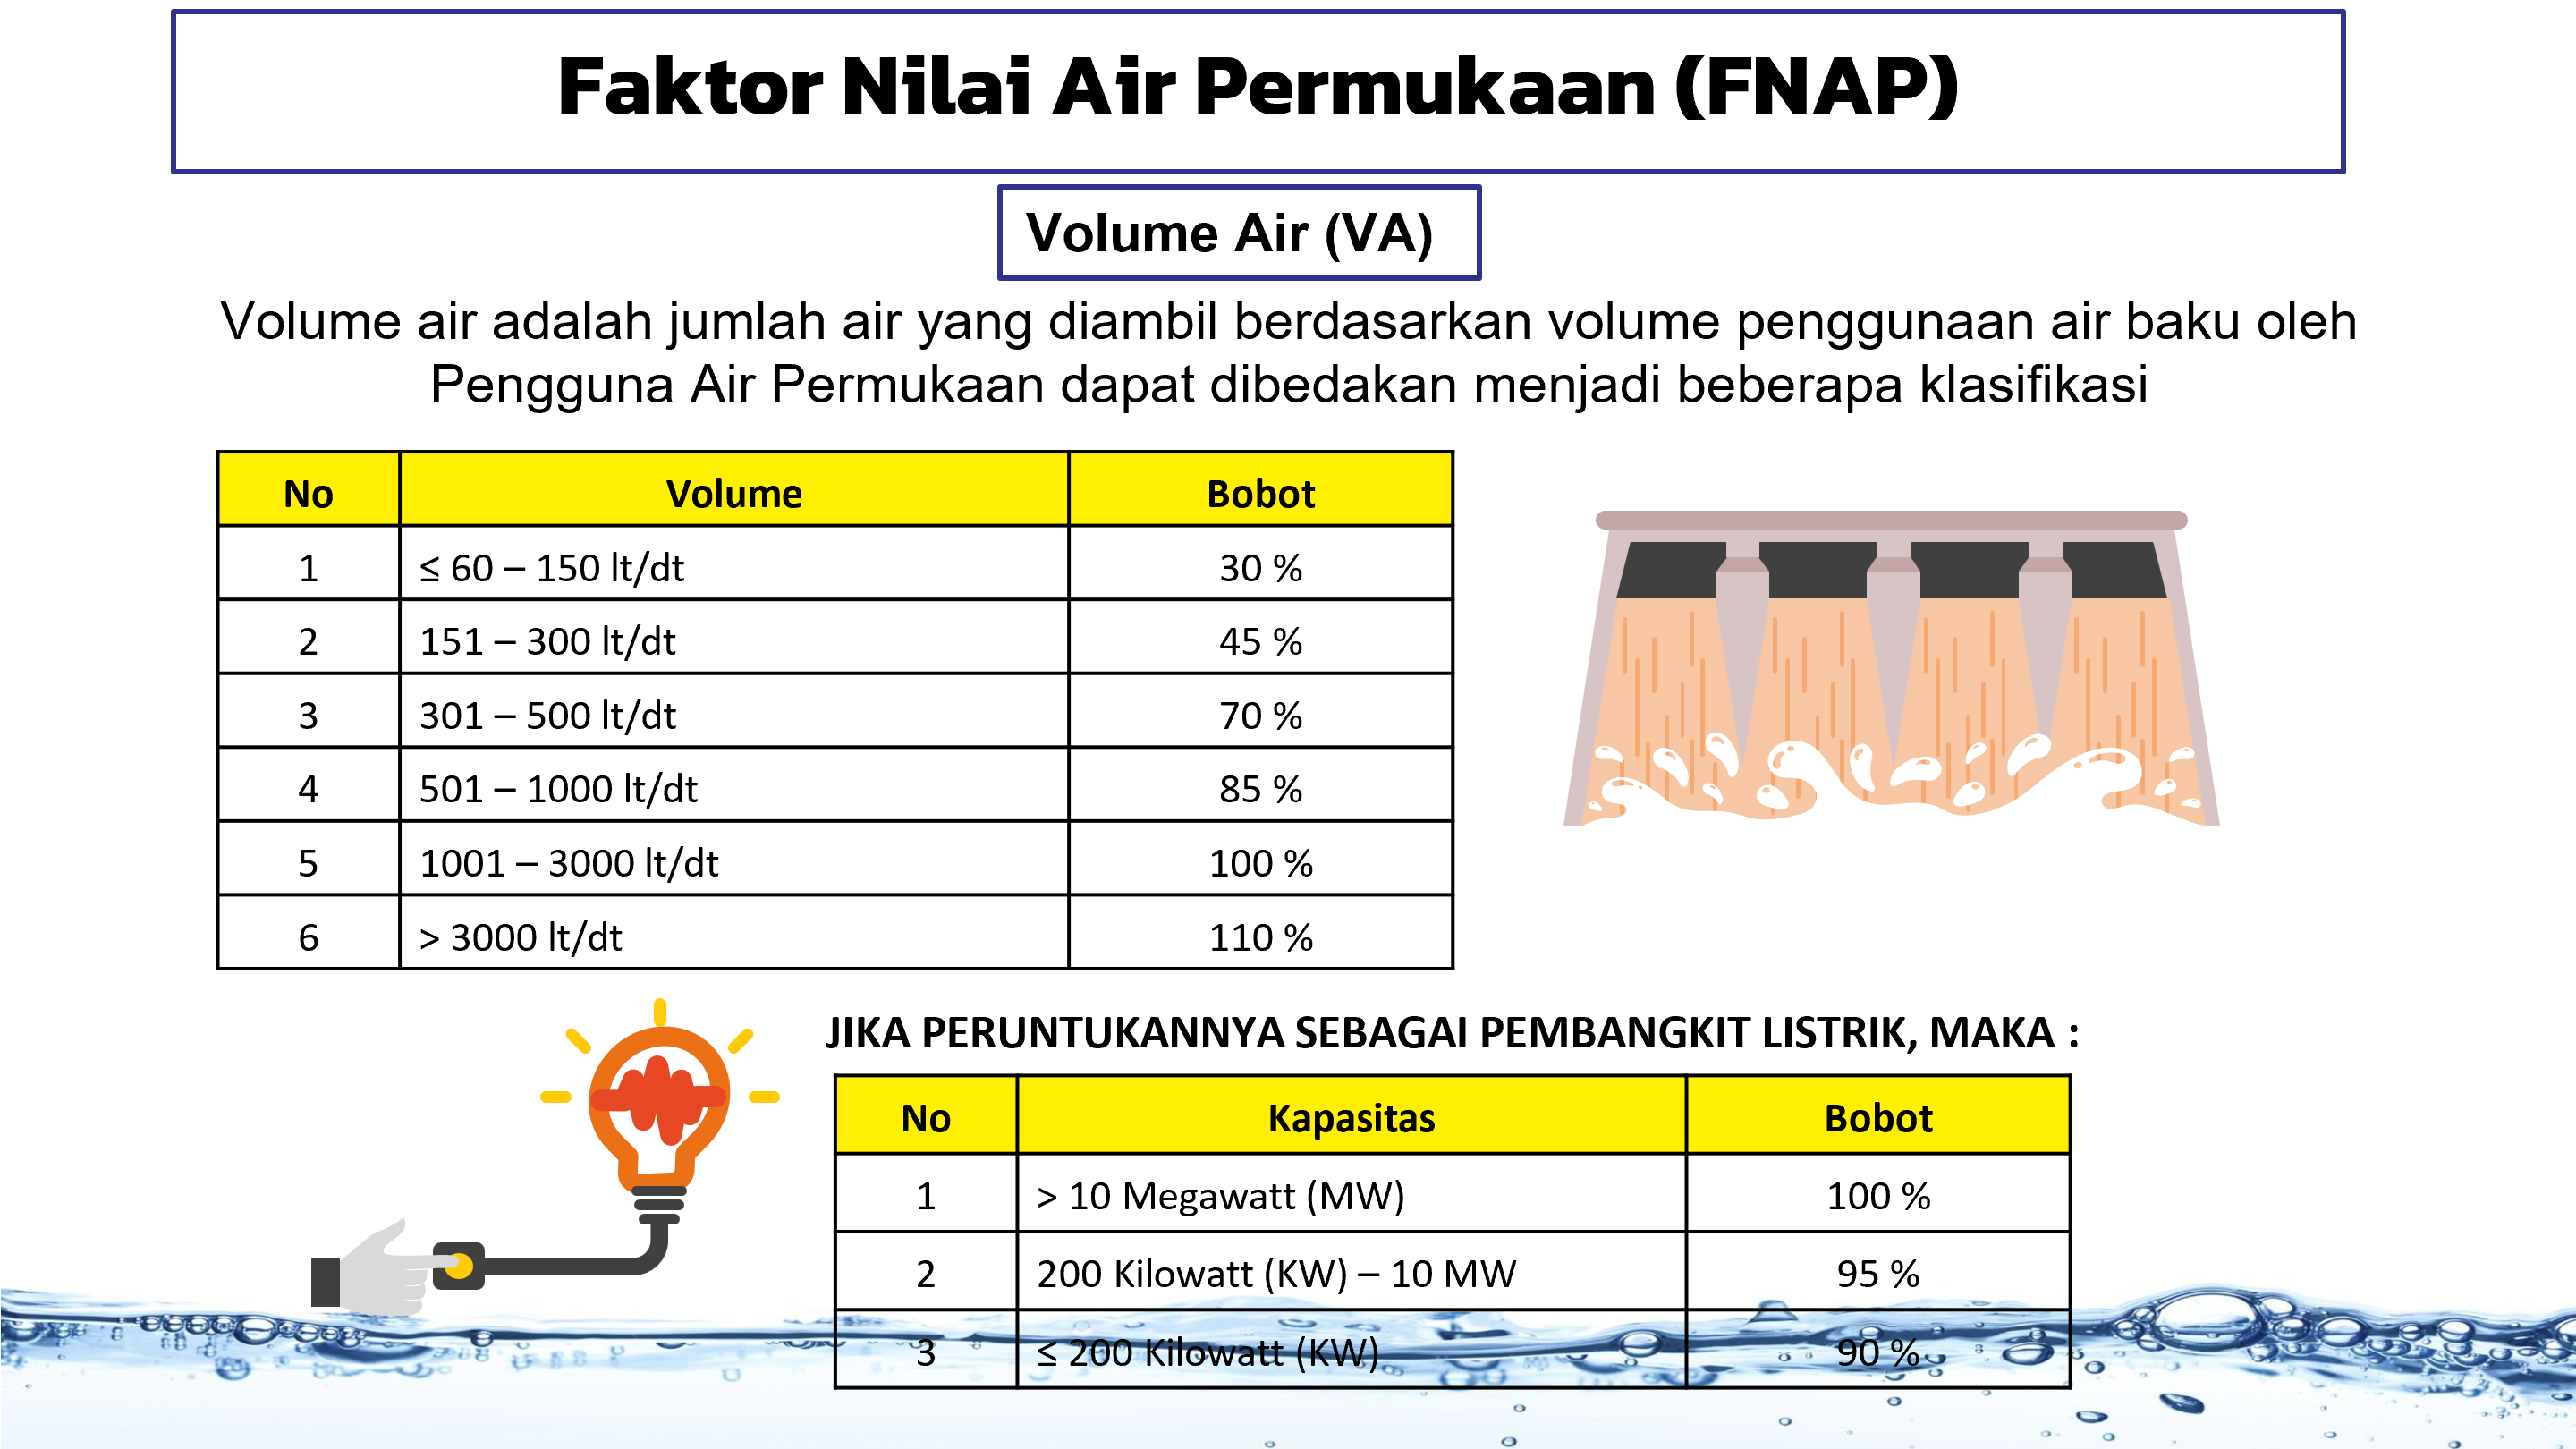 Faktor Nilai Air Permukaan (FNAP)
Volume Air (VA)
Volume air adalah jumlah air yang diambil berdasarkan volume penggunaan air baku oleh
Pengguna Air Permukaan dapat dibedakan menjadi beberapa klasifikasi
No Volume Bobot
1 ≤ 60 – 150 lt/dt 30 %
2 151 – 300 lt/dt 45 %
3 301 – 500 lt/dt 70 %
4 501 – 1000 lt/dt 85 %
5 1001 – 3000 lt/dt 100 %
6 > 3000 lt/dt 110 %
JIKA PERUNTUKANNYA SEBAGAI PEMBANGKIT LISTRIK, MAKA :
No Kapasitas Bobot
1 > 10 Megawatt (MW) 100 %
2 200 Kilowatt (KW) – 10 MW 95 %
3 ≤ 200 Kilowatt (KW) 90 %